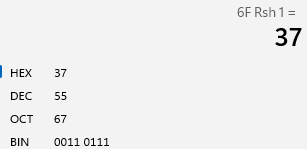 6F Rsh 1 =
37
HEX 37
DEC 55
OCT 67
BIN 0011 0111